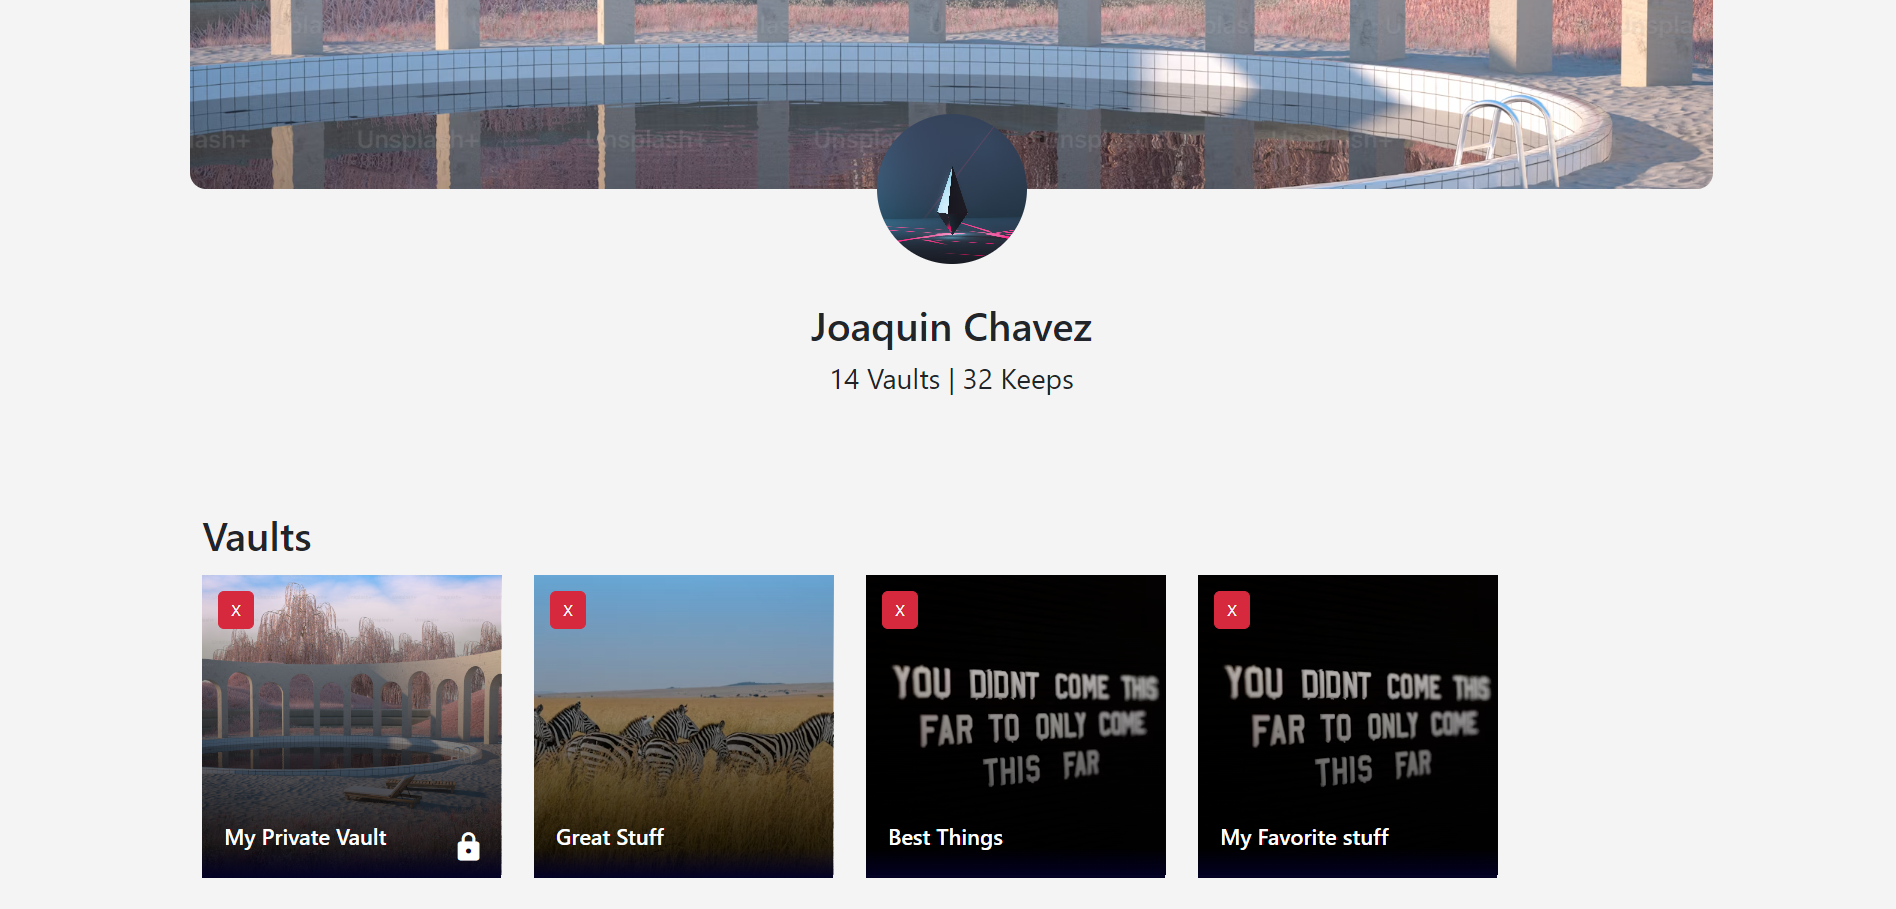 Unsplash+ Unsplash+ Unsplash+ Unsplash+
Joaquin Chavez
14 Vaults | 32 Keeps
Vaults
X
X
X
X
YOU DIDNT COME THIS
FAR TO ONLY COME
THIS FAR
YOU DIDNT COME THIS
FAR TO ONLY COME
THIS FAR
My Private Vault
Great Stuff
Best Things
My Favorite stuff